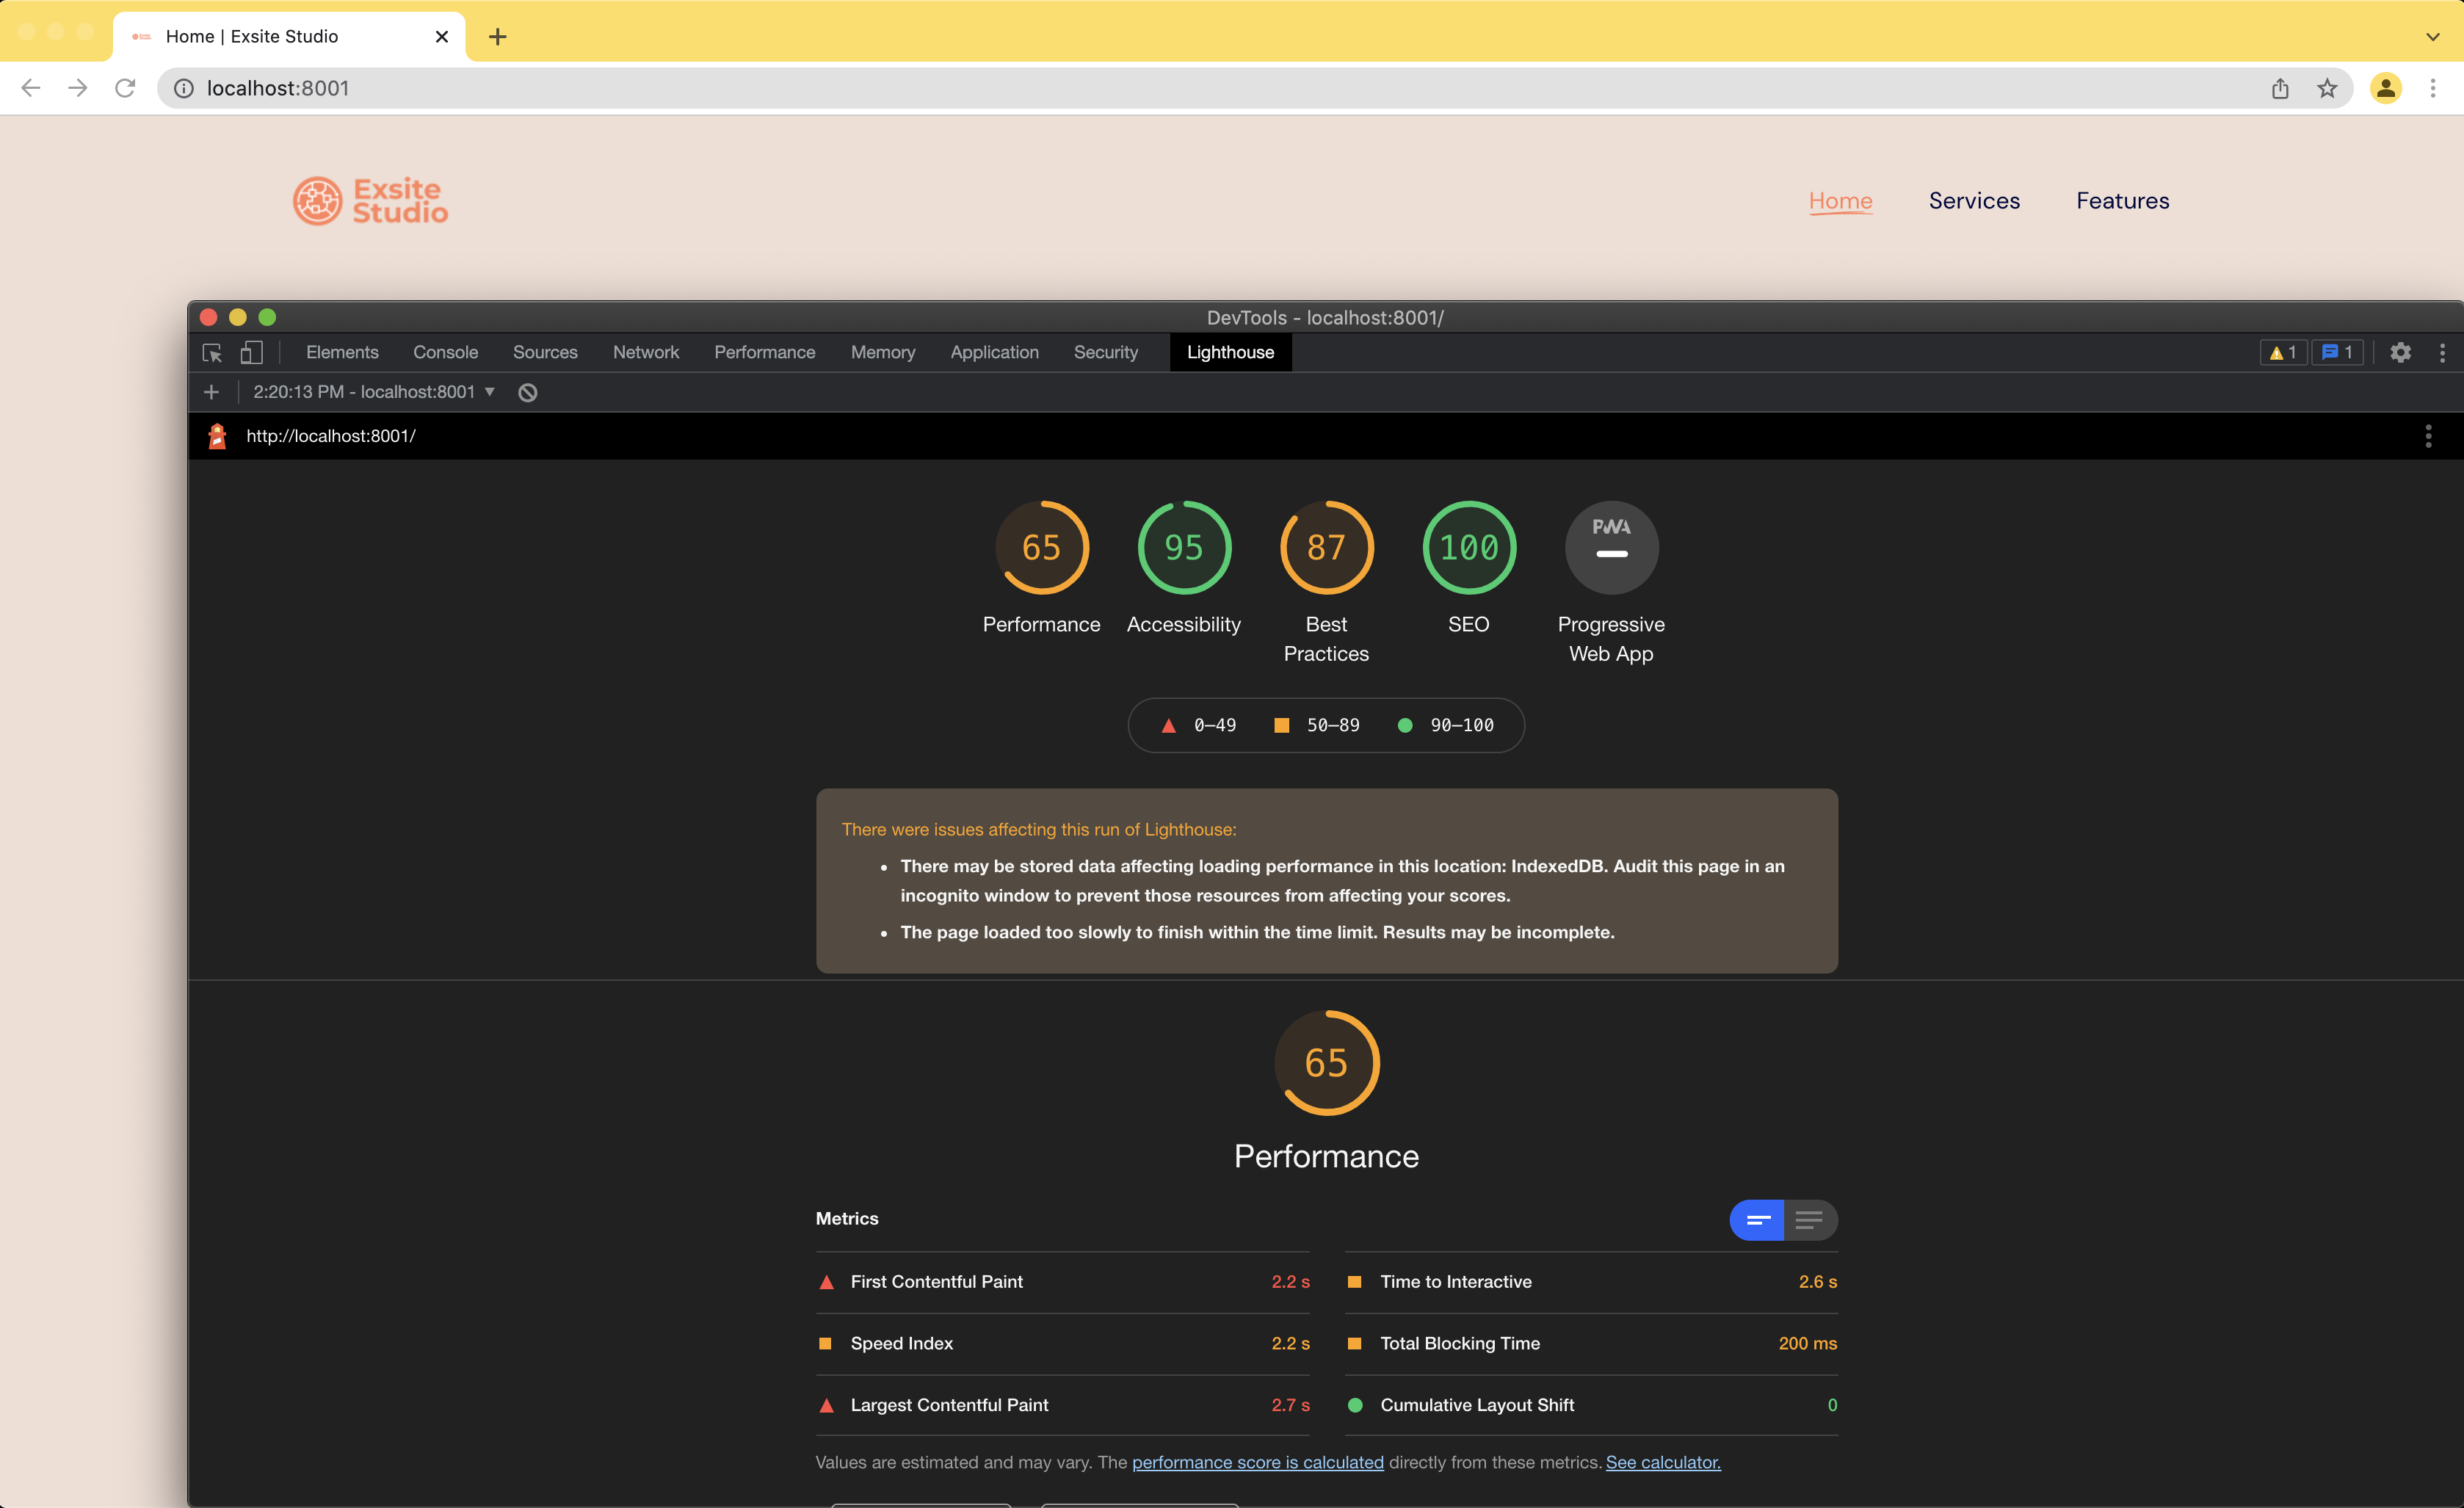 Home | Exsite Studio
localhost:8001
Exsite
Studio
Home
Services
Features
DevTools - localhost:8001/
Elements
Console
Sources
Network
Performance
Memory
Application
Security
Lighthouse
1
1
2:20:13 PM - localhost:8001
http://localhost:8001/
65
95
87
100
PWA
Performance
Accessibility
Best
Practices
SEO
Progressive
Web App
0–49
50–89
90–100
There were issues affecting this run of Lighthouse:
There may be stored data affecting loading performance in this location: IndexedDB. Audit this page in an
incognito window to prevent those resources from affecting your scores.
The page loaded too slowly to finish within the time limit. Results may be incomplete.
65
Performance
Metrics
First Contentful Paint 2.2 s
Time to Interactive 2.6 s
Speed Index 2.2 s
Total Blocking Time 200 ms
Largest Contentful Paint 2.7 s
Cumulative Layout Shift 0
Values are estimated and may vary. The performance score is calculated directly from these metrics. See calculator.